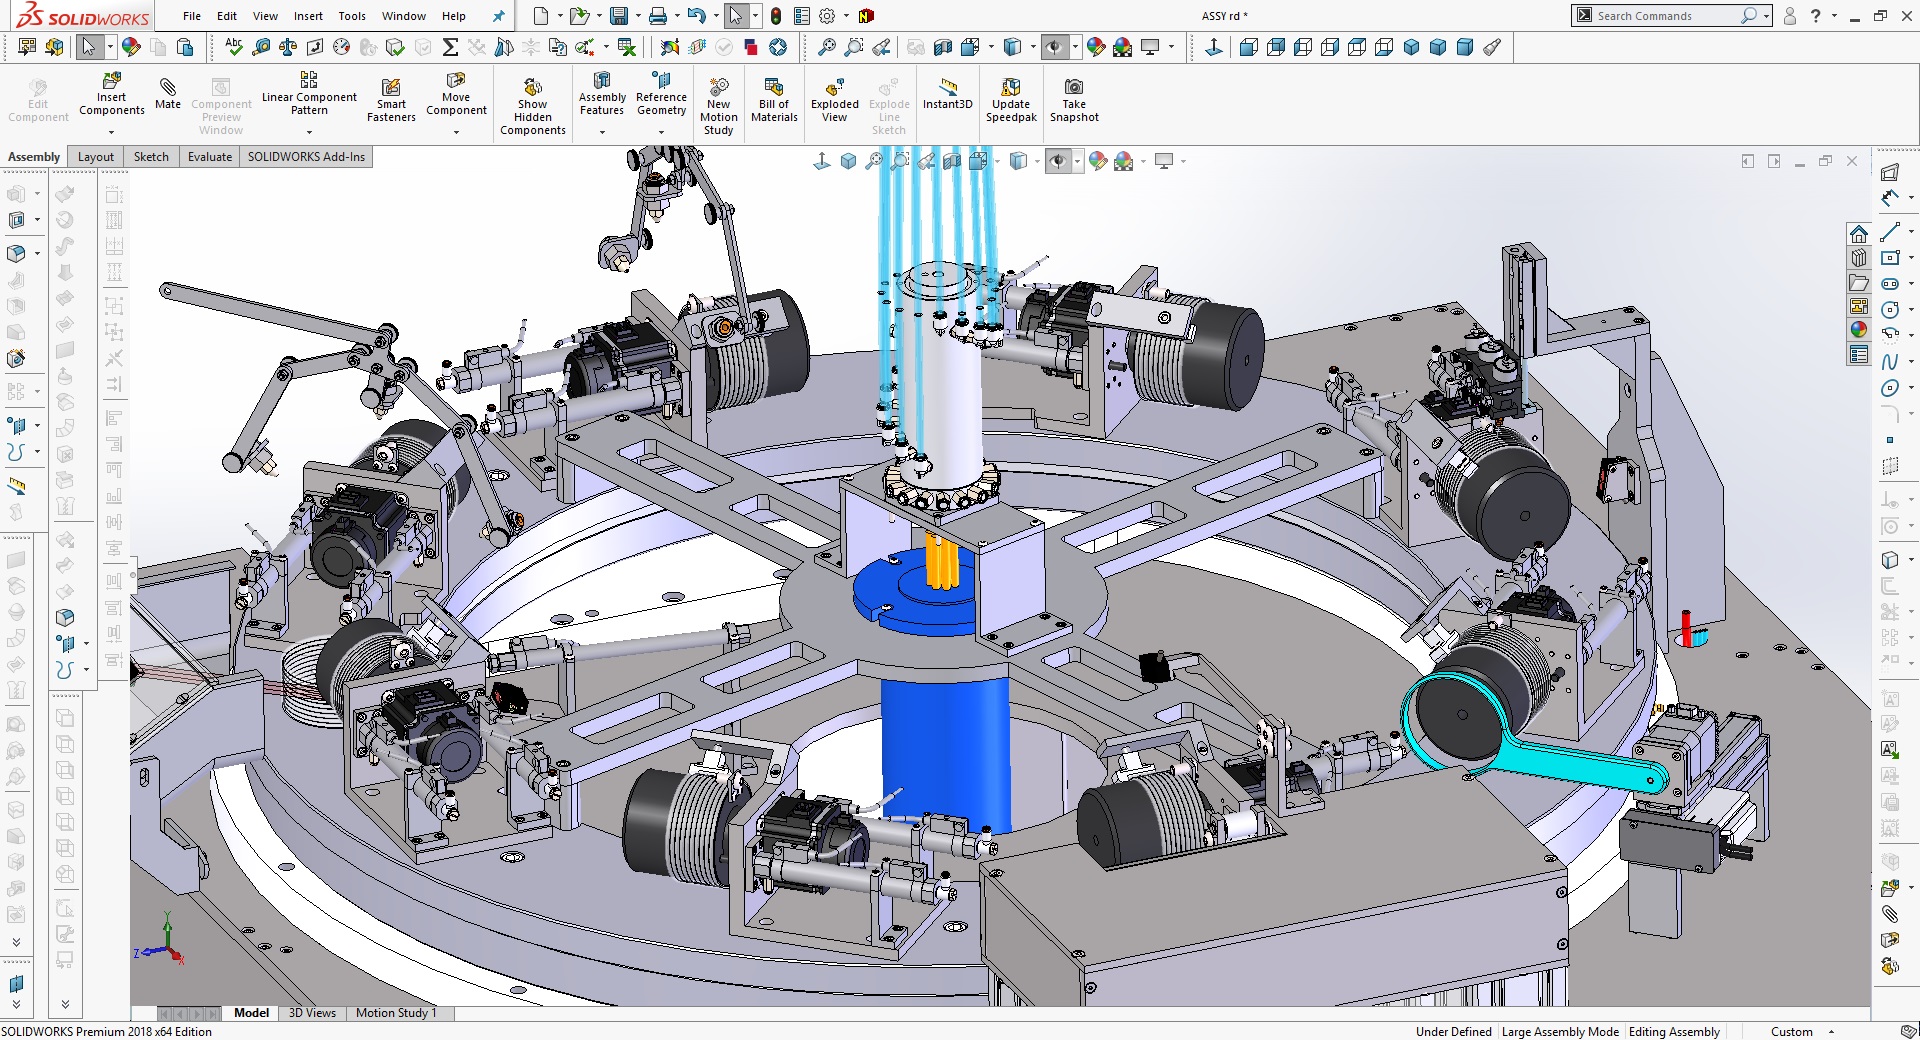 SOLIDWORKS
File Edit View Insert Tools Window Help
ASSY rd *
Search Commands
Edit Component
Insert Components
Mate
Component Preview Window
Linear Component Pattern
Smart Fasteners
Move Component
Show Hidden Components
Assembly Features
Reference Geometry
New Motion Study
Bill of Materials
Exploded View
Explode Line Sketch
Instant3D
Update Speedpak
Take Snapshot
Assembly Layout Sketch Evaluate SOLIDWORKS Add-Ins
Y
Z
X
Model 3D Views Motion Study 1
SOLIDWORKS Premium 2018 x64 Edition
Under Defined Large Assembly Mode Editing Assembly Custom